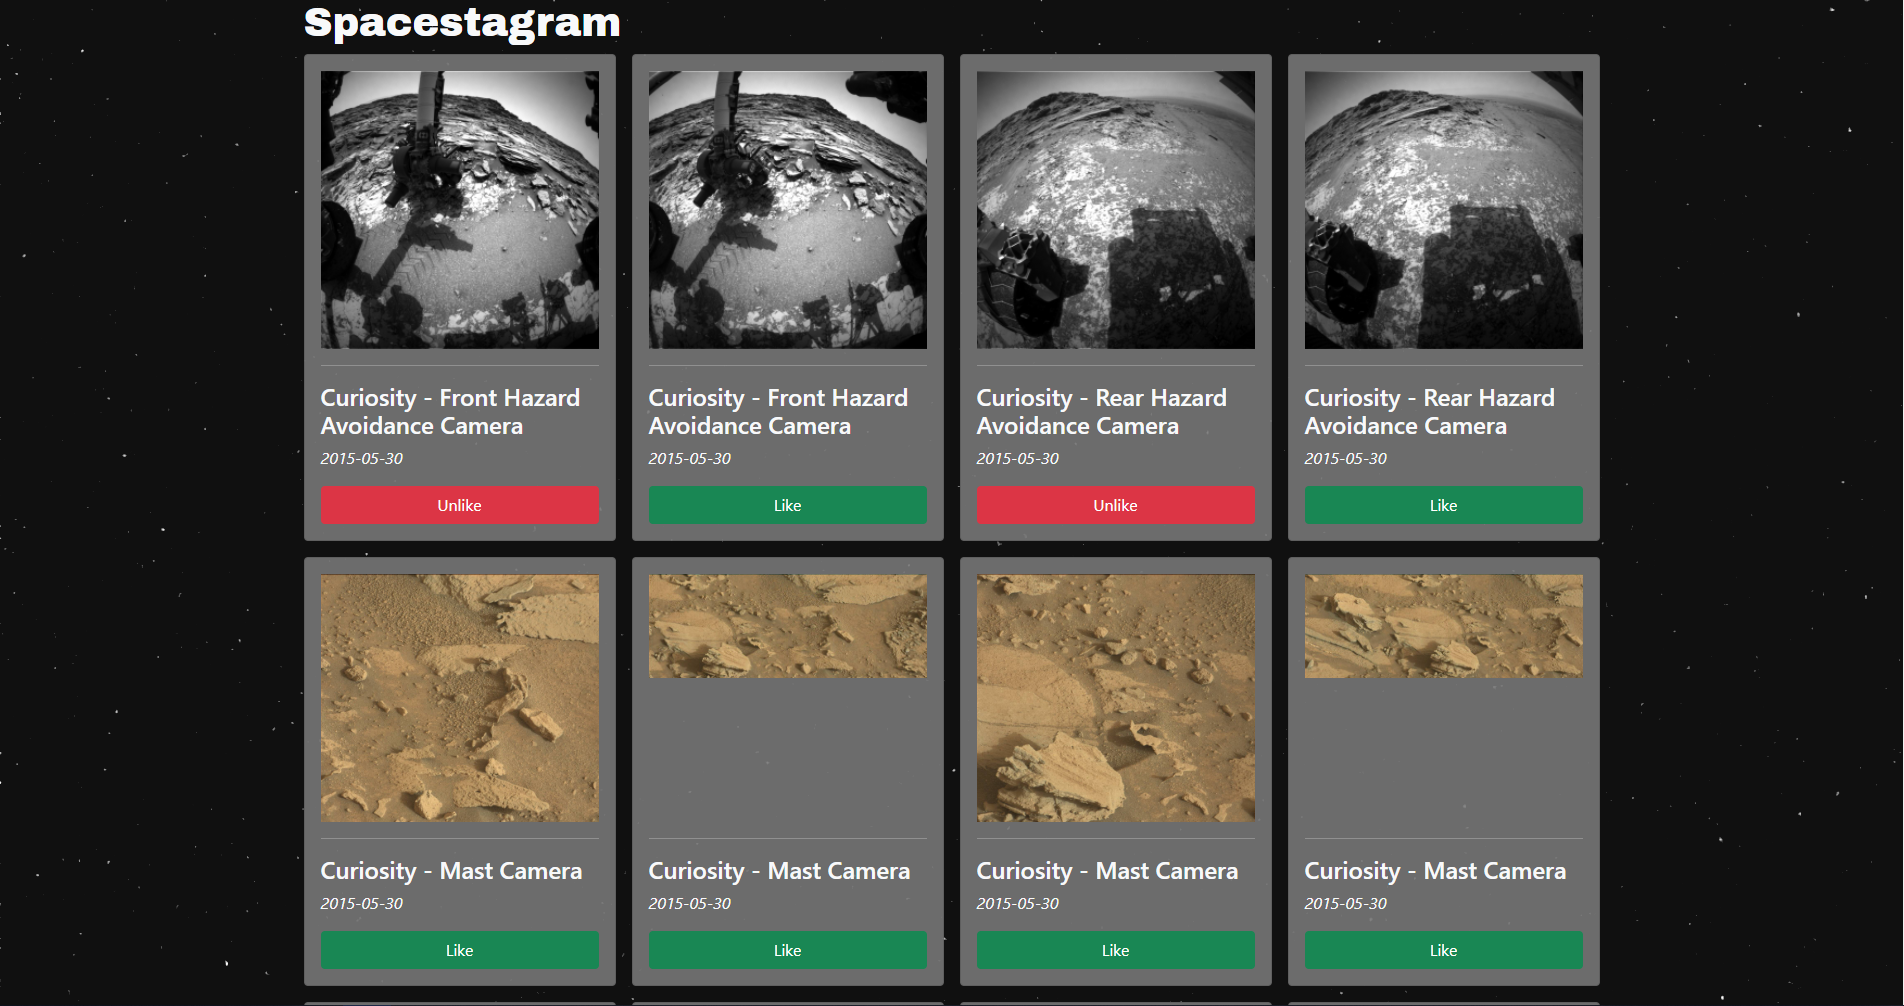 Spacestagram
Curiosity - Front Hazard
Avoidance Camera
2015-05-30
Unlike
Curiosity - Front Hazard
Avoidance Camera
2015-05-30
Like
Curiosity - Rear Hazard
Avoidance Camera
2015-05-30
Unlike
Curiosity - Rear Hazard
Avoidance Camera
2015-05-30
Like
Curiosity - Mast Camera
2015-05-30
Like
Curiosity - Mast Camera
2015-05-30
Like
Curiosity - Mast Camera
2015-05-30
Like
Curiosity - Mast Camera
2015-05-30
Like